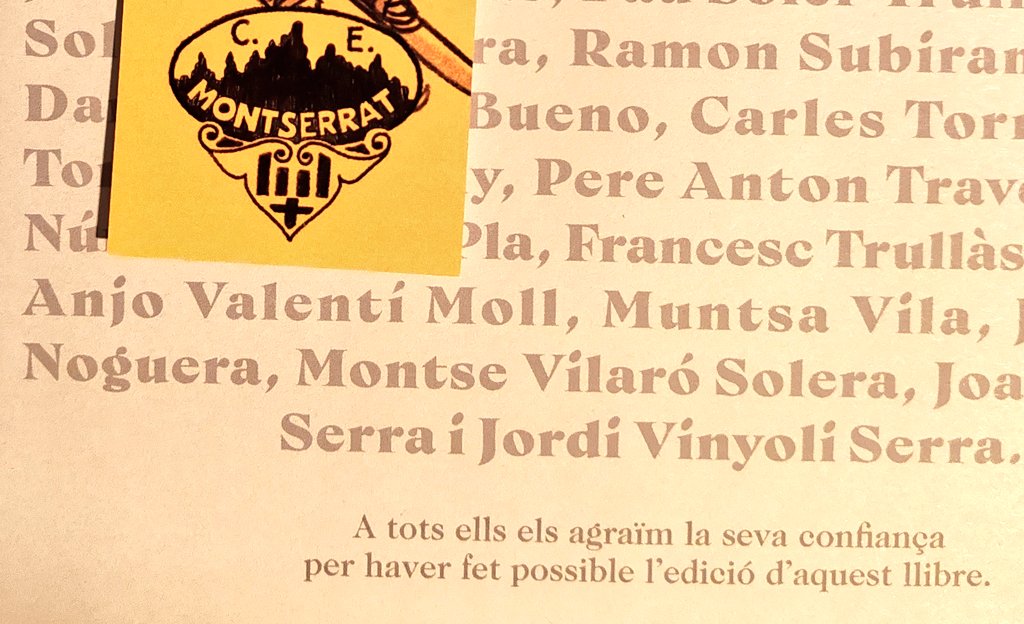 C. E.
MONTSERRAT
ra, Ramon Subiran
Bueno, Carles Torr
y, Pere Anton Trav
Pla, Francesc Trullàs
Anjo Valentí Moll, Muntsa Vila,
Noguera, Montse Vilaró Solera, Joa
Serra i Jordi Vinyoli Serra.
A tots ells els agraïm la seva confiança
per haver fet possible l'edició d'aquest llibre.